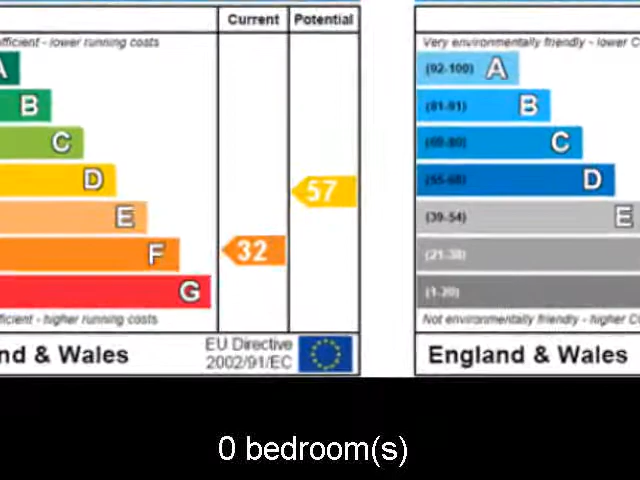 Current Potential
efficient - lower running costs
A
B
C
D
E
F
G
57
32
ficient - higher running costs
nd & Wales
EU Directive
2002/91/EC
Very environmentally friendly - lower C
(92-100) A
(81-91) B
(69-80) C
(55-68) D
(39-54) E
(21-38)
(1-20)
Not environmentally friendly - higher C
England & Wales
0 bedroom(s)